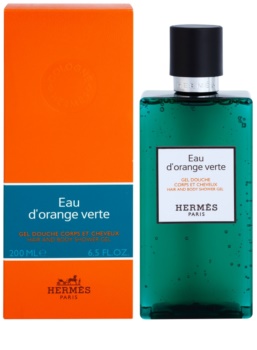 Eau
d'orange verte
GEL DOUCHE
CORPS ET CHEVEUX
HAIR AND BODY SHOWER GEL
200 ML ℮ 6.5 FL.OZ.
HERMÈS
PARIS
Eau
d'orange verte
GEL DOUCHE
CORPS ET CHEVEUX
HAIR AND BODY SHOWER GEL
HERMÈS
PARIS